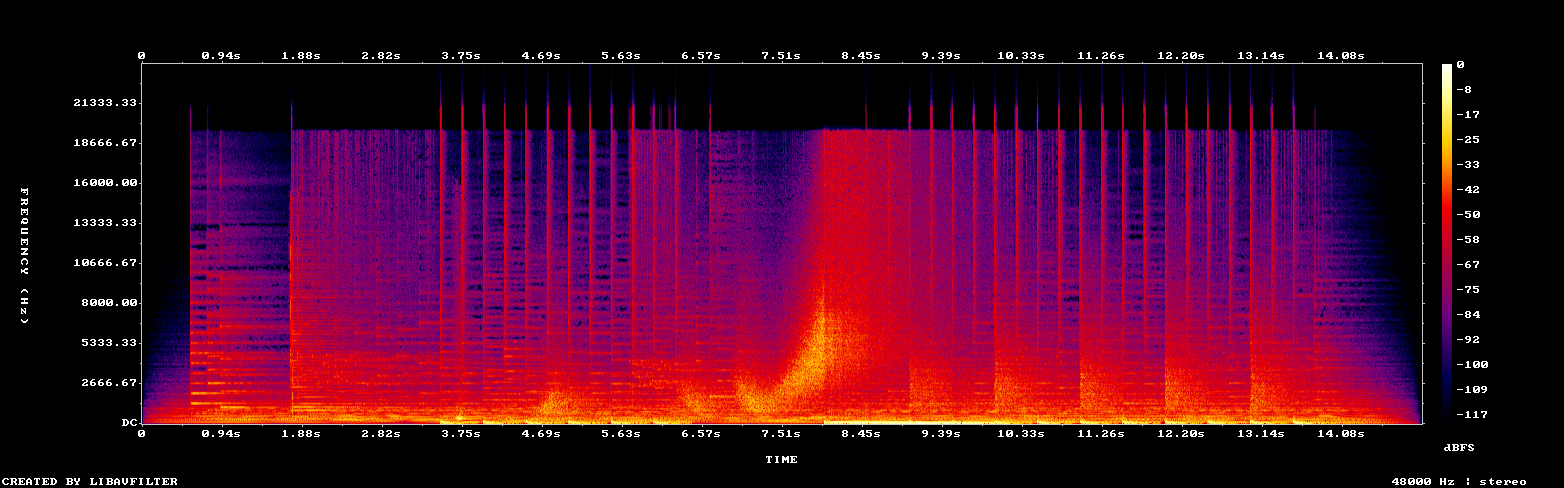 0 0.94s 1.88s 2.82s 3.75s 4.69s 5.63s 6.57s 7.51s 8.45s 9.39s 10.33s 11.26s 12.20s 13.14s 14.08s
21333.33
18666.67
16000.00
13333.33
10666.67
8000.00
5333.33
2666.67
DC
FREQUENCY (HZ)
0
-8
-17
-25
-33
-42
-50
-58
-67
-75
-84
-92
-100
-109
-117
dBFS
0 0.94s 1.88s 2.82s 3.75s 4.69s 5.63s 6.57s 7.51s 8.45s 9.39s 10.33s 11.26s 12.20s 13.14s 14.08s
TIME
CREATED BY LIBAVFILTER
48000 Hz | stereo